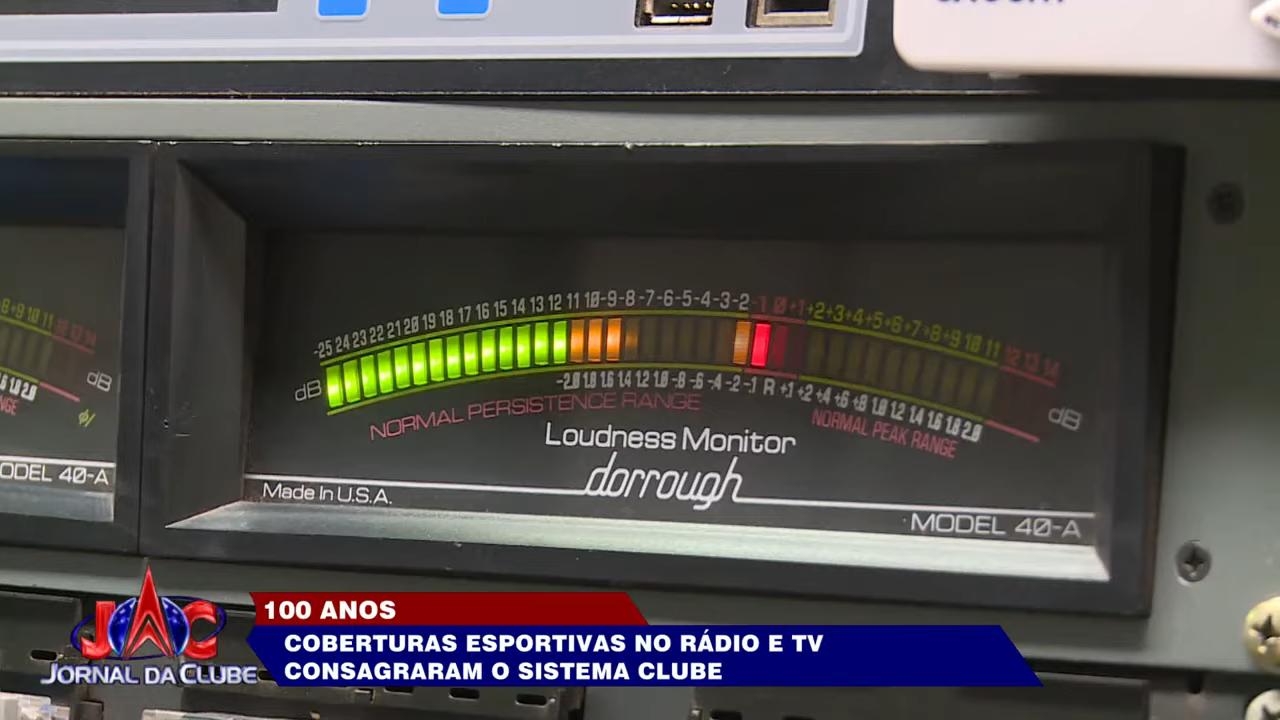 -25 24 23 22 21 20 19 18 17 16 15 14 13 12 11 10-9-8-7-6-5-4-3-2-1 0 +1+2+3+4+5+6+7+8+9 10 11 12 13 14
dB
dB
-2.0 1.8 1.6 1.4 1.2 1.0 -.8 -.6 -.4 -.2 -.1 R +.1 +.2 +.4 +.6 +.8 1.0 1.2 1.4 1.6 1.8 2.0
NORMAL PERSISTENCE RANGE
NORMAL PEAK RANGE
Loudness Monitor
dorrough
Made In U.S.A.
MODEL 40-A
dB
ODEL 40-A
JAC
JORNAL DA CLUBE
100 ANOS
COBERTURAS ESPORTIVAS NO RÁDIO E TV
CONSAGRARAM O SISTEMA CLUBE